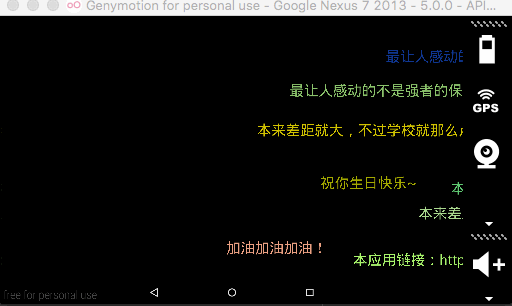 Genymotion for personal use - Google Nexus 7 2013 - 5.0.0 - API...
最让人感动的
最让人感动的不是强者的保
GPS
本来差距就大，不过学校就那么
祝你生日快乐~
本
本来差
加油加油加油！
本应用链接：http
free for personal use